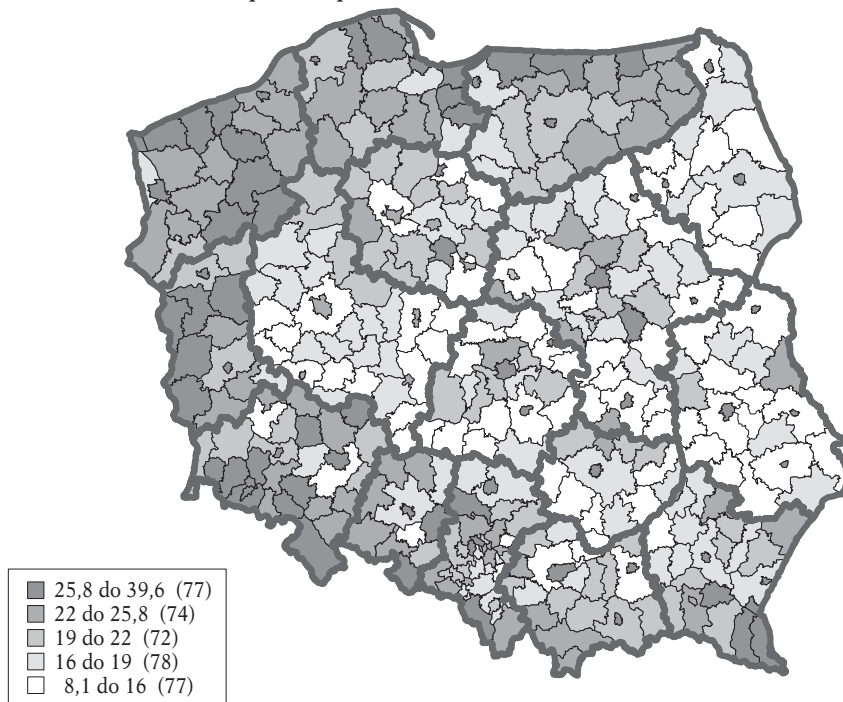 25,8 do 39,6 (77)
22 do 25,8 (74)
19 do 22 (72)
16 do 19 (78)
8,1 do 16 (77)